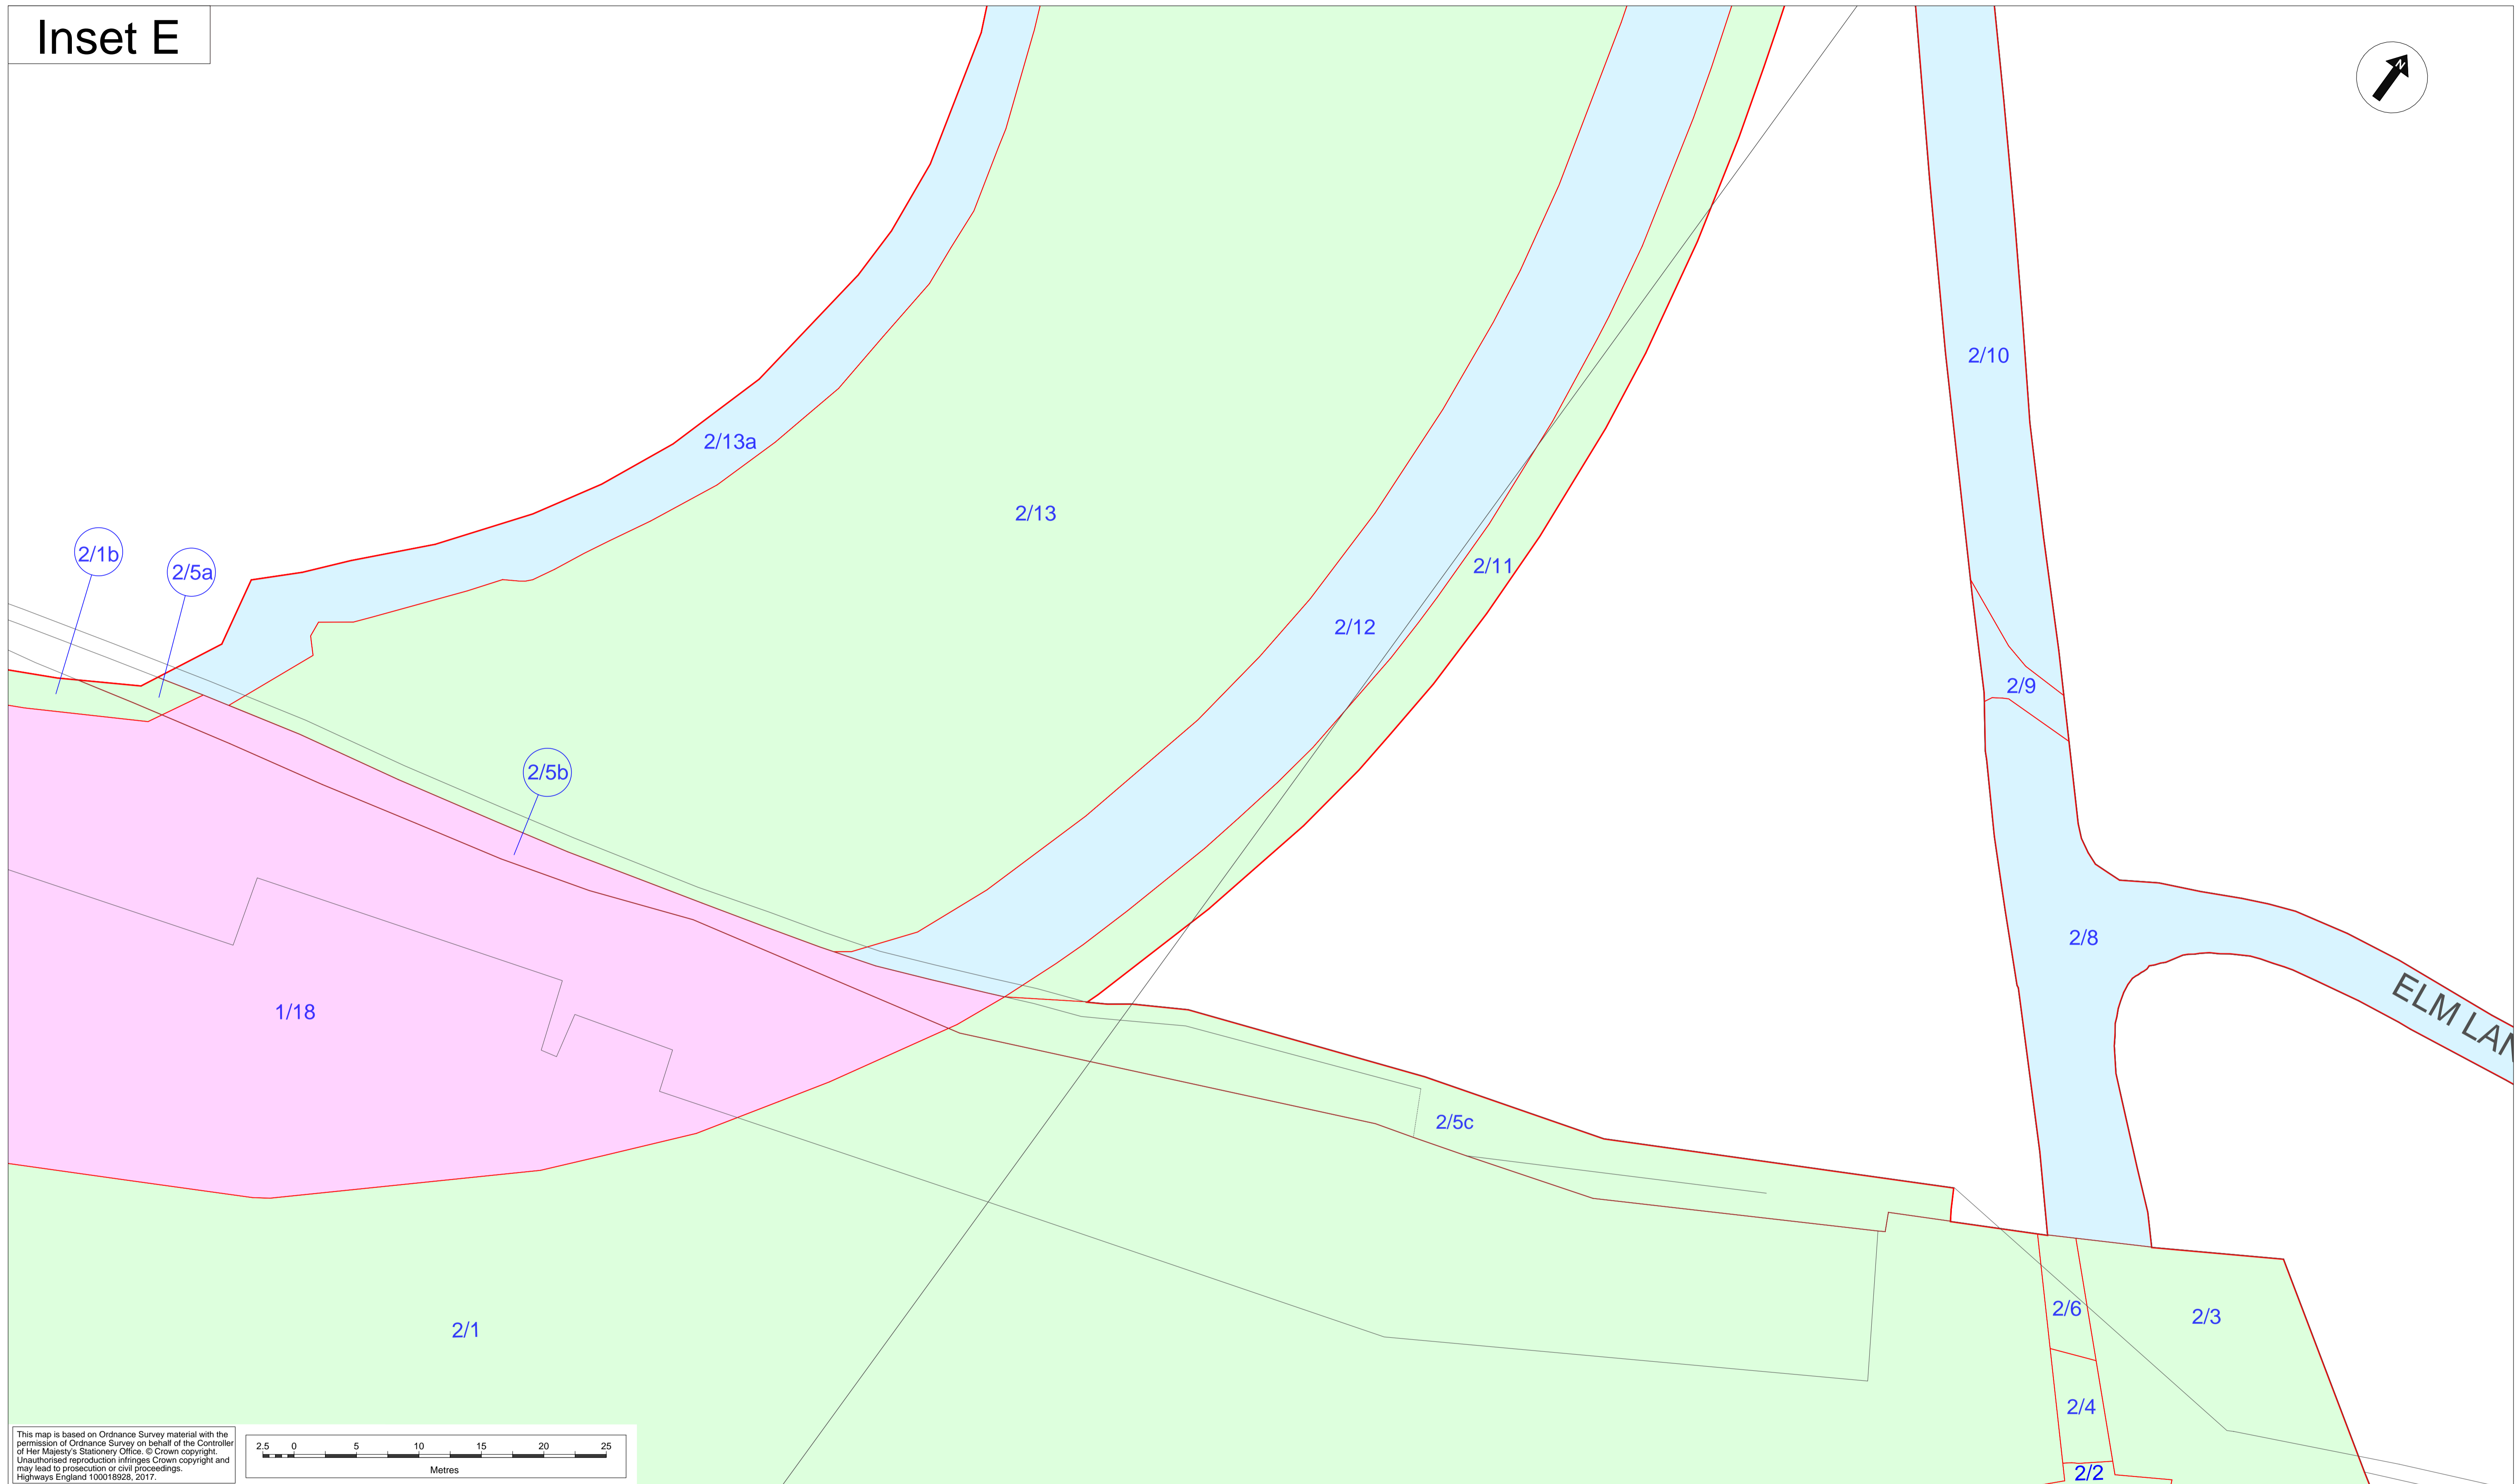 Inset E
N
2/10
2/13a
2/13
2/1b
2/5a
2/11
2/12
2/9
2/5b
2/8
1/18
ELM LAN
2/5c
2/6
2/3
2/1
2/4
2/2
This map is based on Ordnance Survey material with the
permission of Ordnance Survey on behalf of the Controller
of Her Majesty's Stationery Office. © Crown copyright.
Unauthorised reproduction infringes Crown copyright and
may lead to prosecution or civil proceedings.
Highways England 100018928, 2017.
2.5 0 5 10 15 20 25
Metres